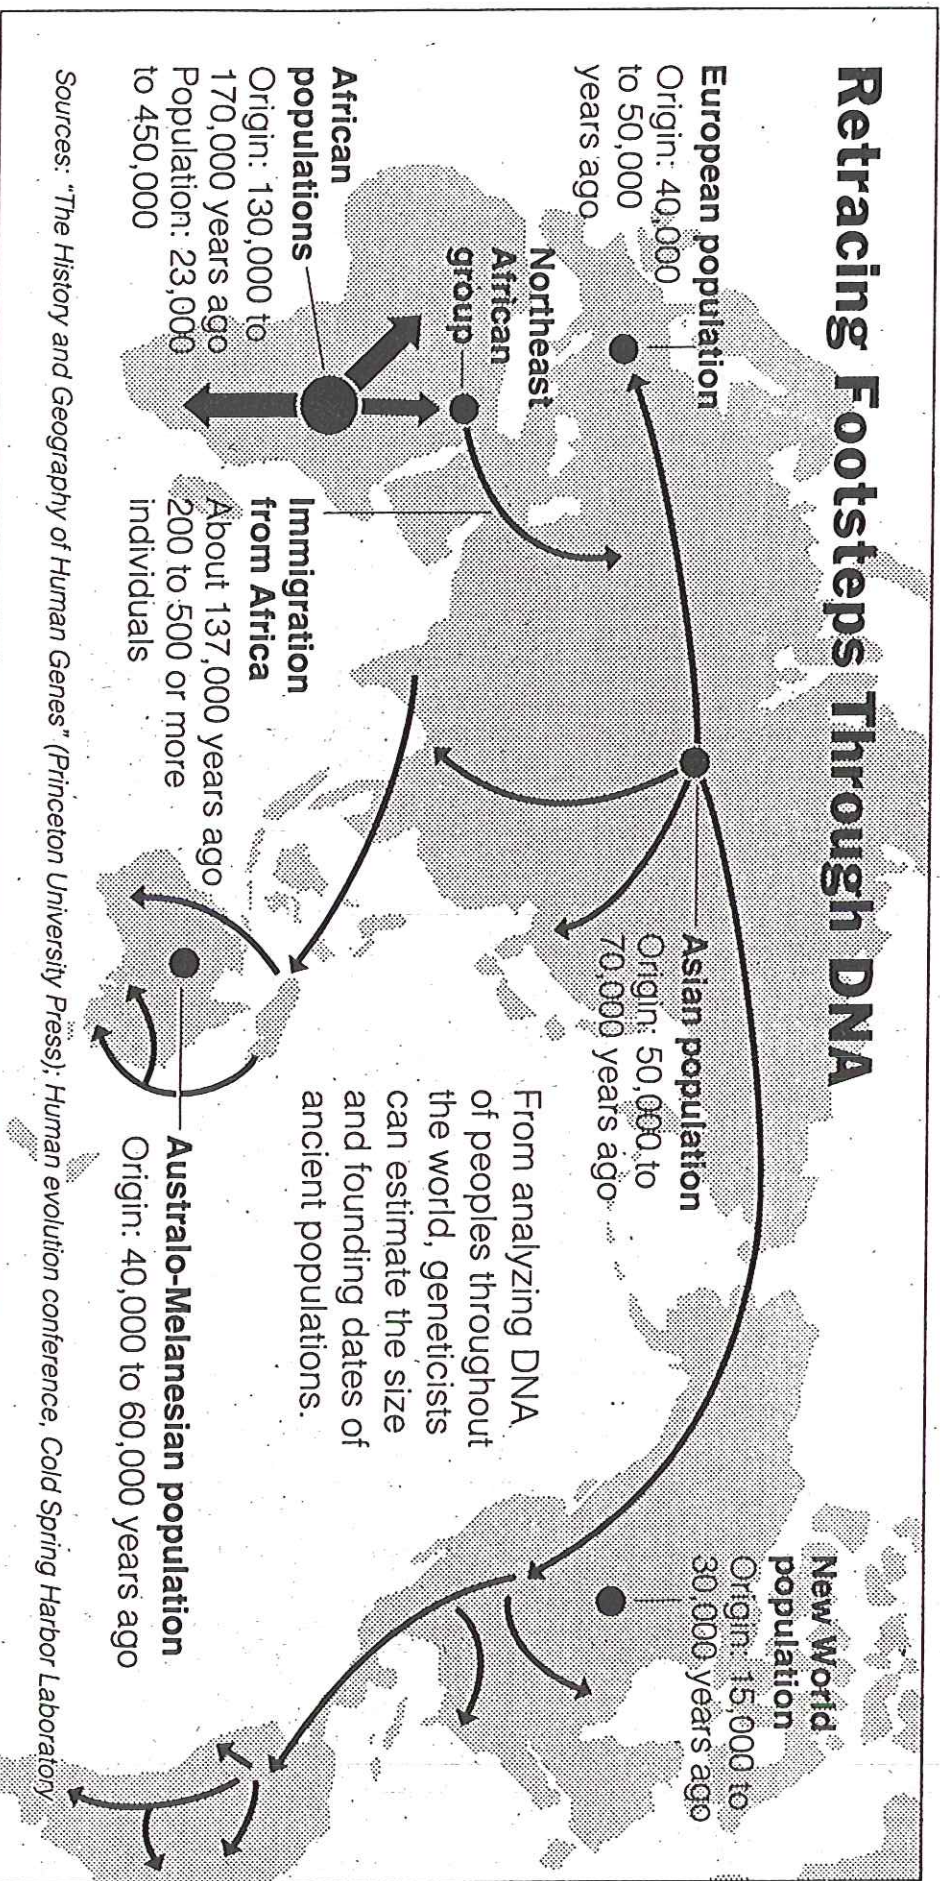 Retracing Footsteps Through DNA
European population
Origin: 40,000
to 50,000
years ago
Northeast
African
group
African
populations
Origin: 130,000 to
170,000 years ago
Population: 23,000
to 450,000
Immigration
from Africa
About 137,000 years ago
200 to 500 or more
individuals
Asian population
Origin: 50,000 to
70,000 years ago
From analyzing DNA
of peoples throughout
the world, geneticists
can estimate the size
and founding dates of
ancient populations.
Australo-Melanesian population
Origin: 40,000 to 60,000 years ago
New World
population
Origin: 15,000 to
30,000 years ago
Sources: "The History and Geography of Human Genes" (Princeton University Press); Human evolution conference, Cold Spring Harbor Laboratory